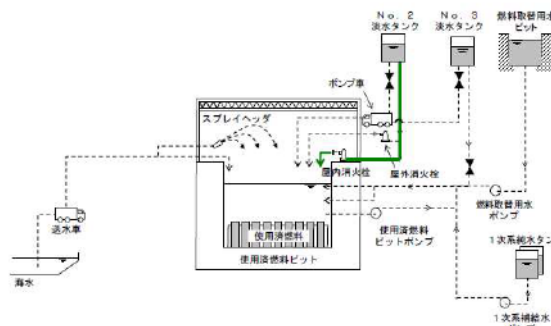 No. 2
淡水タンク
No. 3
淡水タンク
燃料取替用水
ピット
ポンプ車
スプレイヘッダ
屋内消火栓
屋外消火栓
送水車
海水
使用済燃料
使用済燃料ピット
使用済燃料
ピットポンプ
燃料取替用水
ポンプ
1次系純水タンク
1次系補給水